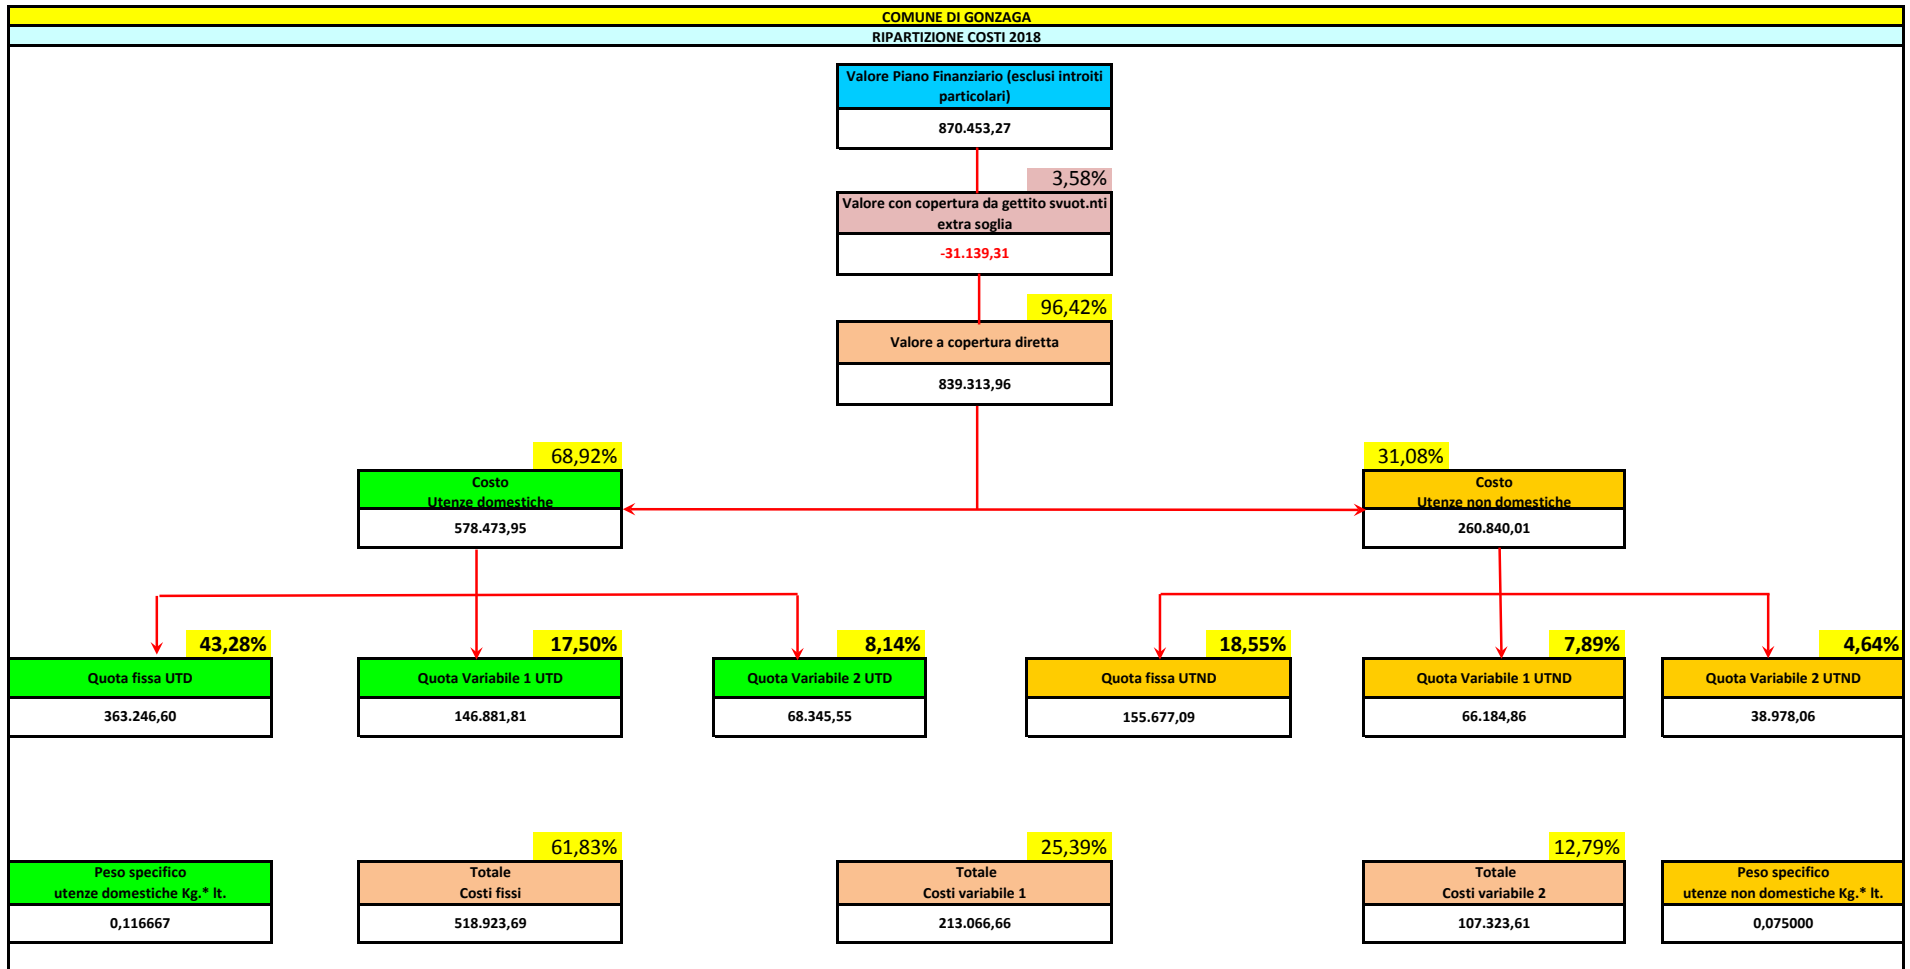 COMUNE DI GONZAGA
RIPARTIZIONE COSTI 2018
Valore Piano Finanziario (esclusi introiti
particolari)
870.453,27
3,58%
Valore con copertura da gettito svuot.nti
extra soglia
-31.139,31
96,42%
Valore a copertura diretta
839.313,96
68,92%
31,08%
Costo
Utenze domestiche
578.473,95
Costo
Utenze non domestiche
260.840,01
43,28%
17,50%
8,14%
18,55%
7,89%
4,64%
Quota fissa UTD
Quota Variabile 1 UTD
Quota Variabile 2 UTD
Quota fissa UTND
Quota Variabile 1 UTND
Quota Variabile 2 UTND
363.246,60
146.881,81
68.345,55
155.677,09
66.184,86
38.978,06
61,83%
25,39%
12,79%
Peso specifico
utenze domestiche Kg.* lt.
0,116667
Totale
Costi fissi
518.923,69
Totale
Costi variabile 1
213.066,66
Totale
Costi variabile 2
107.323,61
Peso specifico
utenze non domestiche Kg.* lt.
0,075000